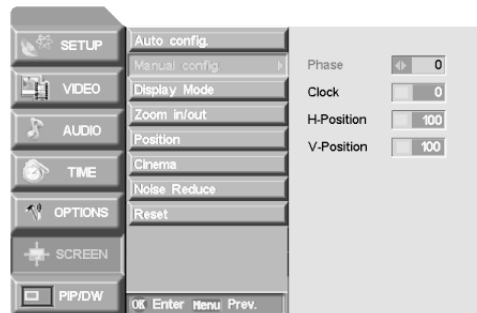 SETUP
VIDEO
AUDIO
TIME
OPTIONS
SCREEN
PIP/DW
Auto config.
Manual config.
Display Mode
Zoom in/out
Position
Cinema
Noise Reduce
Reset
OK Enter Menu Prev.
Phase 0
Clock 0
H-Position 100
V-Position 100